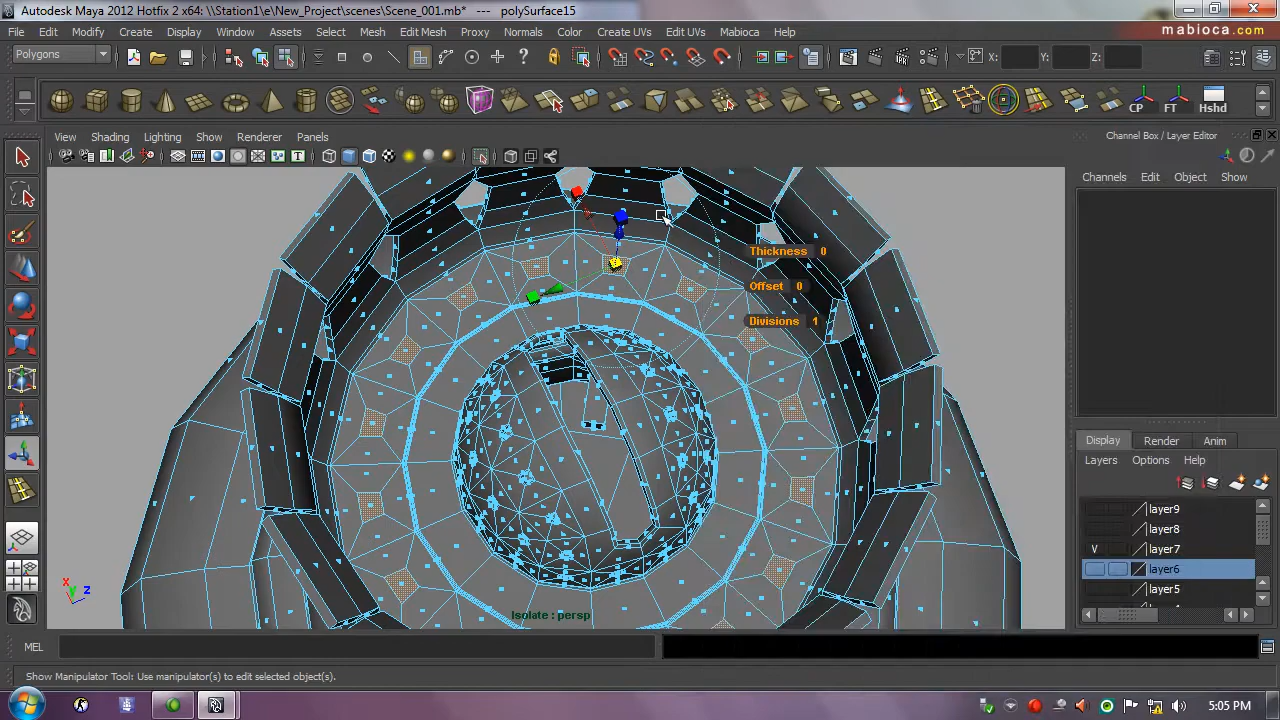 Autodesk Maya 2012 Hotfix 2 x64: \\Station1\e\New_Project\scenes\Scene_001.mb* --- polySurface15
File Edit Modify Create Display Window Assets Select Mesh Edit Mesh Proxy Normals Color Create UVs Edit UVs Mabioca Help
mabioca.com
Polygons
X: Y: Z:
CP FT Hshd
View Shading Lighting Show Renderer Panels
Channel Box / Layer Editor
Channels Edit Object Show
Thickness 0
Offset 0
Divisions 1
Display Render Anim
Layers Options Help
layer9
layer8
V layer7
layer6
layer5
x
y z
Isolate : persp
MEL
Show Manipulator Tool: Use manipulator(s) to edit selected object(s).
5:05 PM